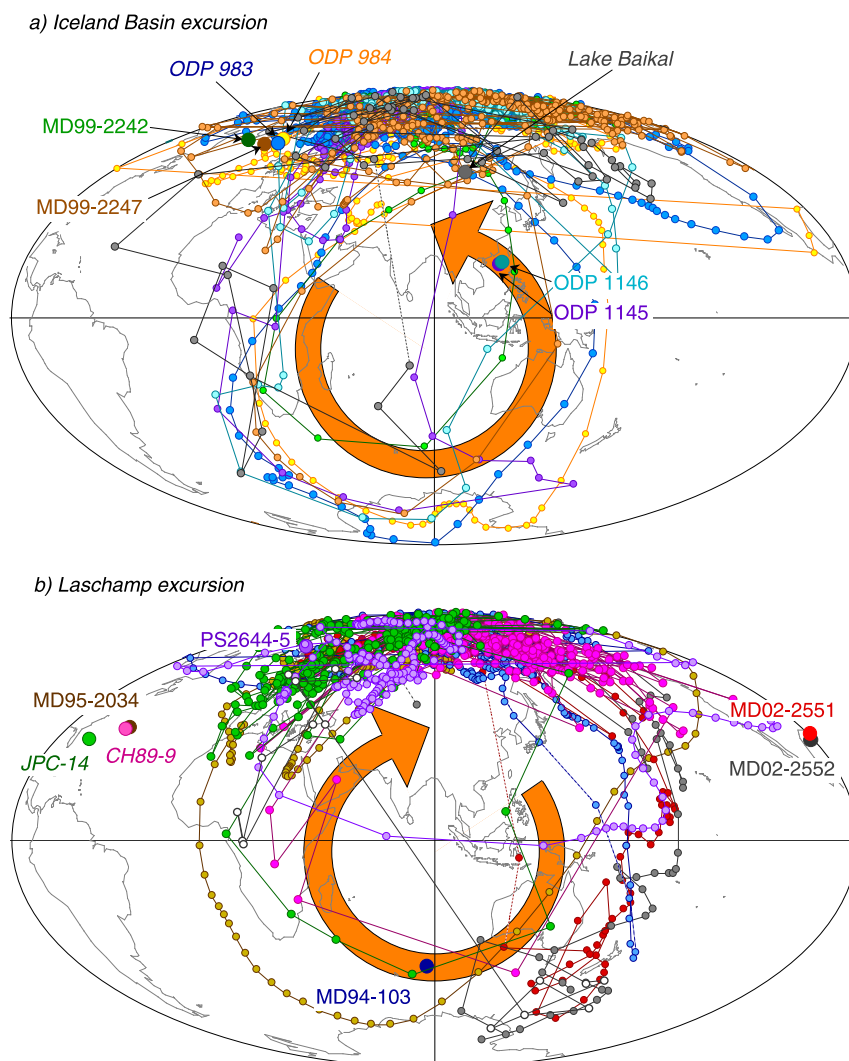 a) Iceland Basin excursion
ODP 983
ODP 984
Lake Baikal
MD99-2242
MD99-2247
ODP 1146
ODP 1145
b) Laschamp excursion
PS2644-5
MD95-2034
JPC-14
CH89-9
MD02-2551
MD02-2552
MD94-103